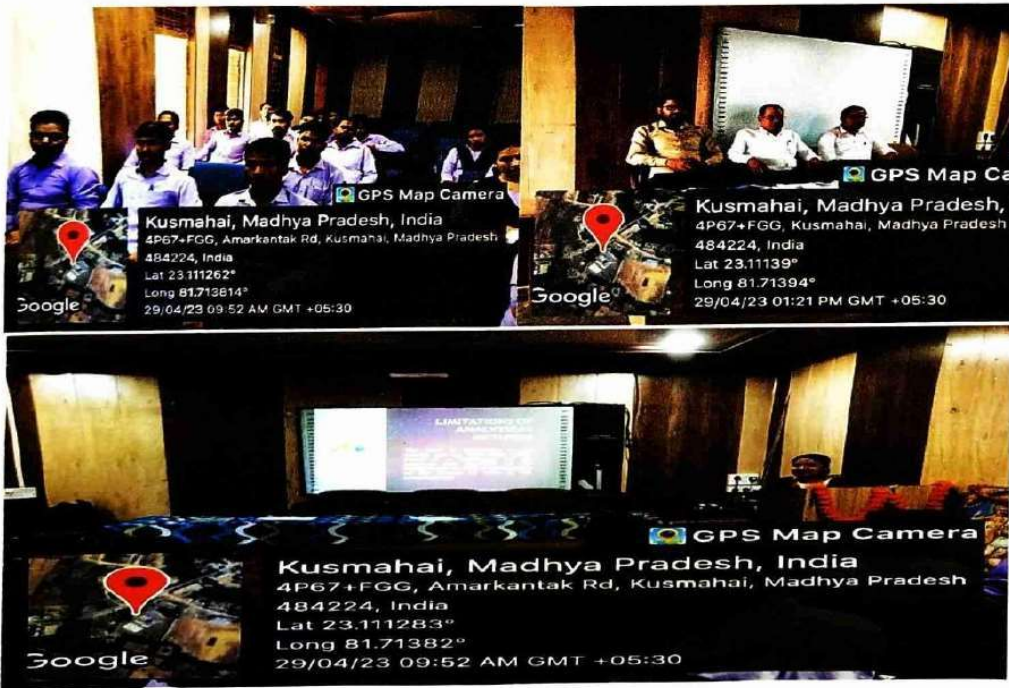 GPS Map Camera
Kusmahai, Madhya Pradesh, India
4P67+FGG, Amarkantak Rd, Kusmahai, Madhya Pradesh
484224, India
Lat 23.111262°
Long 81.713814°
29/04/23 09:52 AM GMT +05:30
Google
GPS Map Ca
Kusmahai, Madhya Pradesh,
4P67+FGG, Kusmahai, Madhya Pradesh
484224, India
Lat 23.11139°
Long 81.71394°
29/04/23 01:21 PM GMT +05:30
Google
LIMITATIONS OF
ANALYTICAL
METHODS
GPS Map Camera
Kusmahai, Madhya Pradesh, India
4P67+FGG, Amarkantak Rd, Kusmahai, Madhya Pradesh
484224, India
Lat 23.111283°
Long 81.71382°
29/04/23 09:52 AM GMT +05:30
Google